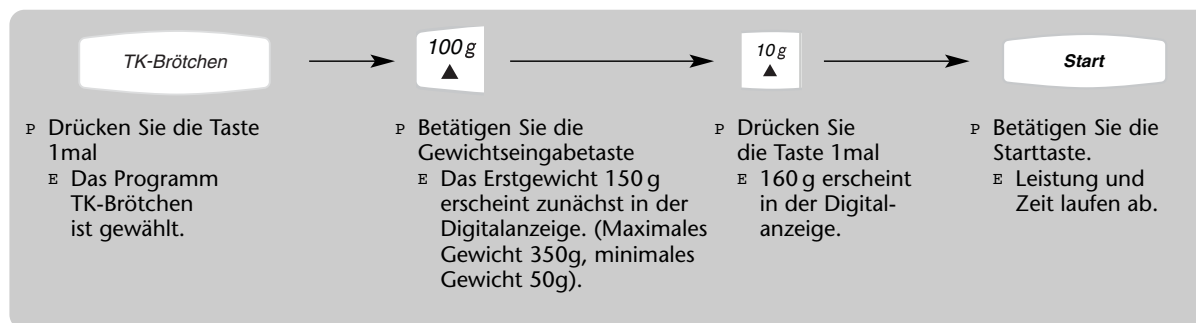 TK-Brötchen
100 g
10 g
Start
P Drücken Sie die Taste
1mal
E Das Programm
TK-Brötchen
ist gewählt.
P Betätigen Sie die
Gewichtseingabetaste
E Das Erstgewicht 150 g
erscheint zunächst in der
Digitalanzeige. (Maximales
Gewicht 350g, minimales
Gewicht 50g).
P Drücken Sie
die Taste 1mal
E 160 g erscheint
in der Digital-
anzeige.
P Betätigen Sie die
Starttaste.
E Leistung und
Zeit laufen ab.